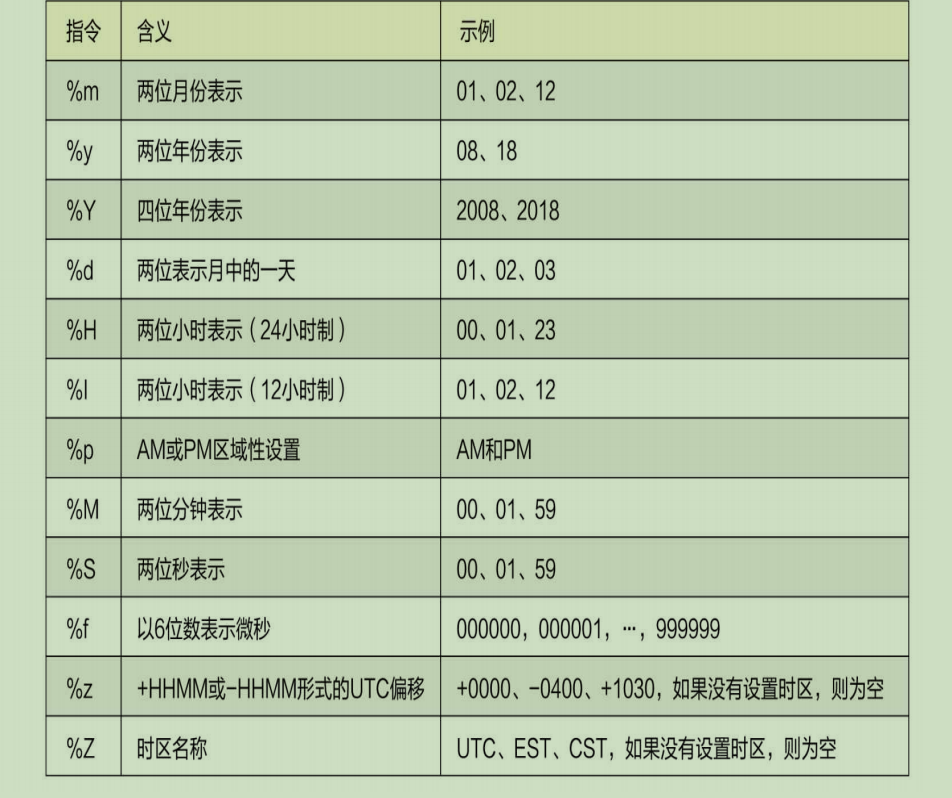 指令 含义 示例
%m 两位月份表示 01、02、12
%y 两位年份表示 08、18
%Y 四位年份表示 2008、2018
%d 两位表示月中的一天 01、02、03
%H 两位小时表示（24小时制） 00、01、23
%I 两位小时表示（12小时制） 01、02、12
%p AM或PM区域性设置 AM和PM
%M 两位分钟表示 00、01、59
%S 两位秒表示 00、01、59
%f 以6位数表示微秒 000000，000001，…，999999
%z +HHMM或-HHMM形式的UTC偏移 +0000、-0400、+1030，如果没有设置时区，则为空
%Z 时区名称 UTC、EST、CST，如果没有设置时区，则为空